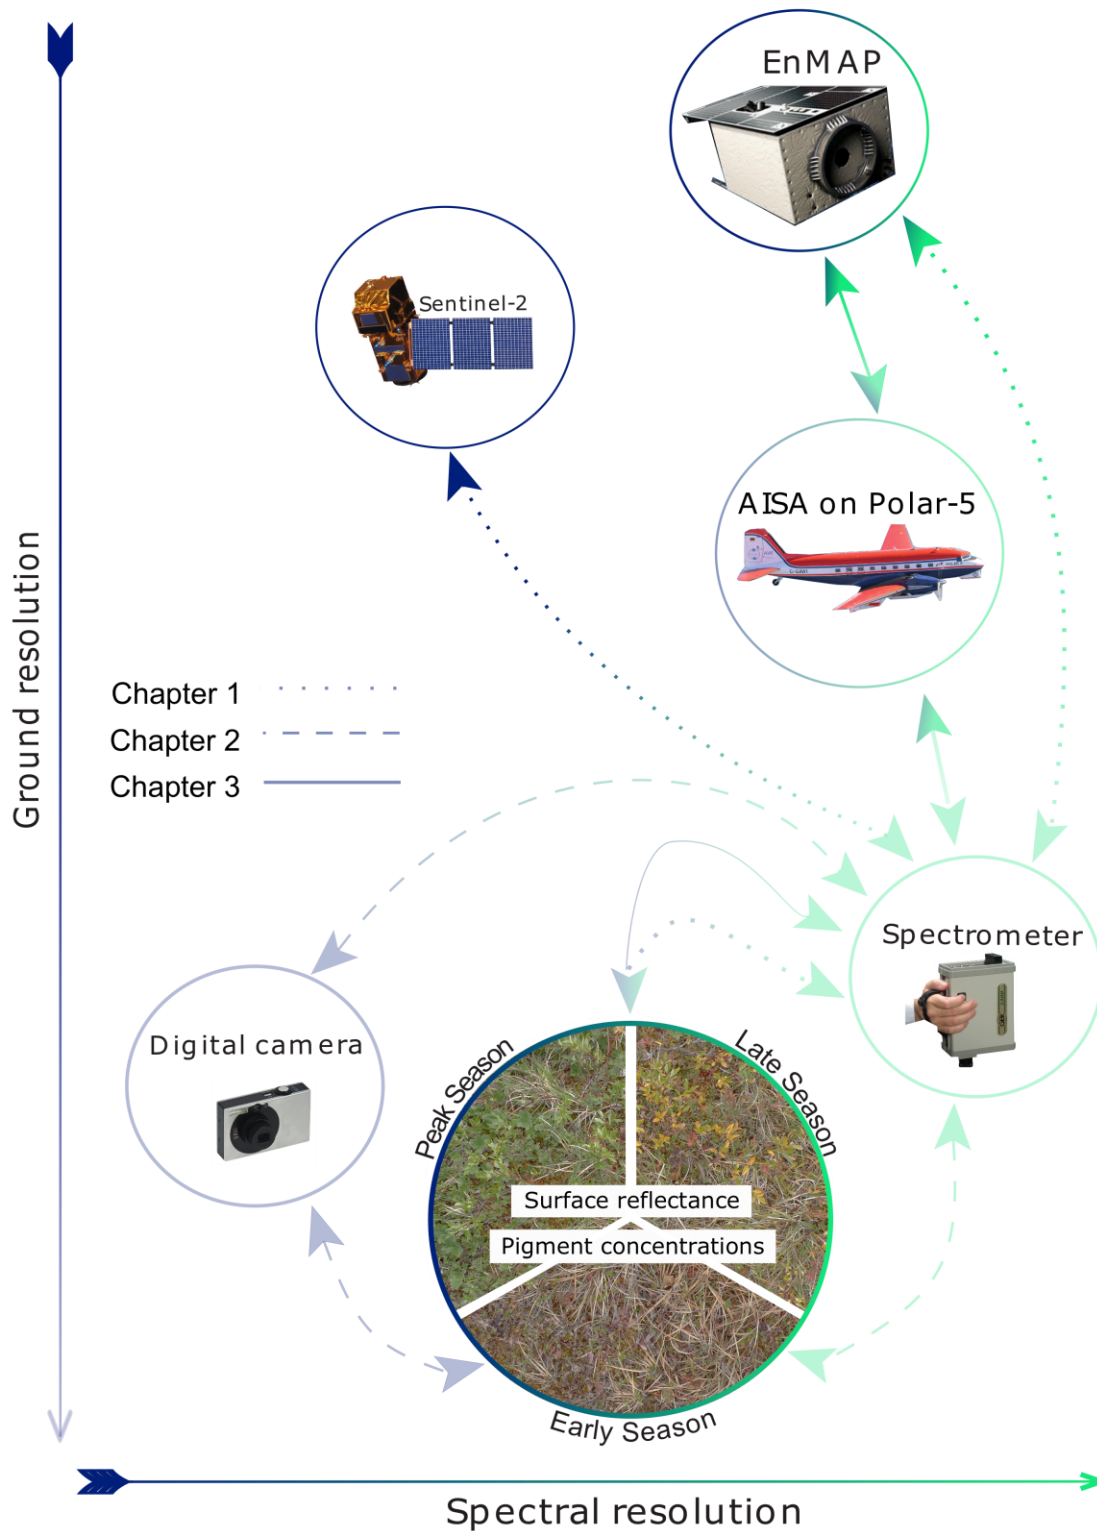 EnMAP
Sentinel-2
AISA on Polar-5
Ground resolution
Chapter 1
Chapter 2
Chapter 3
Spectrometer
Digital camera
Peak Season
Late Season
Surface reflectance
Pigment concentrations
Early Season
Spectral resolution